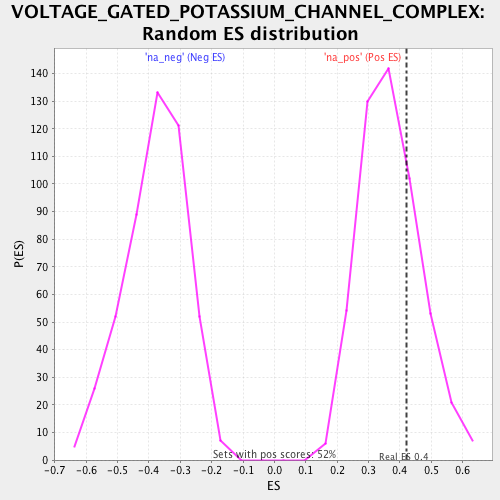 VOLTAGE_GATED_POTASSIUM_CHANNEL_COMPLEX:
Random ES distribution
'na_neg' (Neg ES)
'na_pos' (Pos ES)
140
130
120
110
100
90
80
70
60
50
40
30
20
10
0
P(ES)
Sets with pos scores: 52%
Real ES 0.4
-0.7 -0.6 -0.5 -0.4 -0.3 -0.2 -0.1 0.0 0.1 0.2 0.3 0.4 0.5 0.6
ES